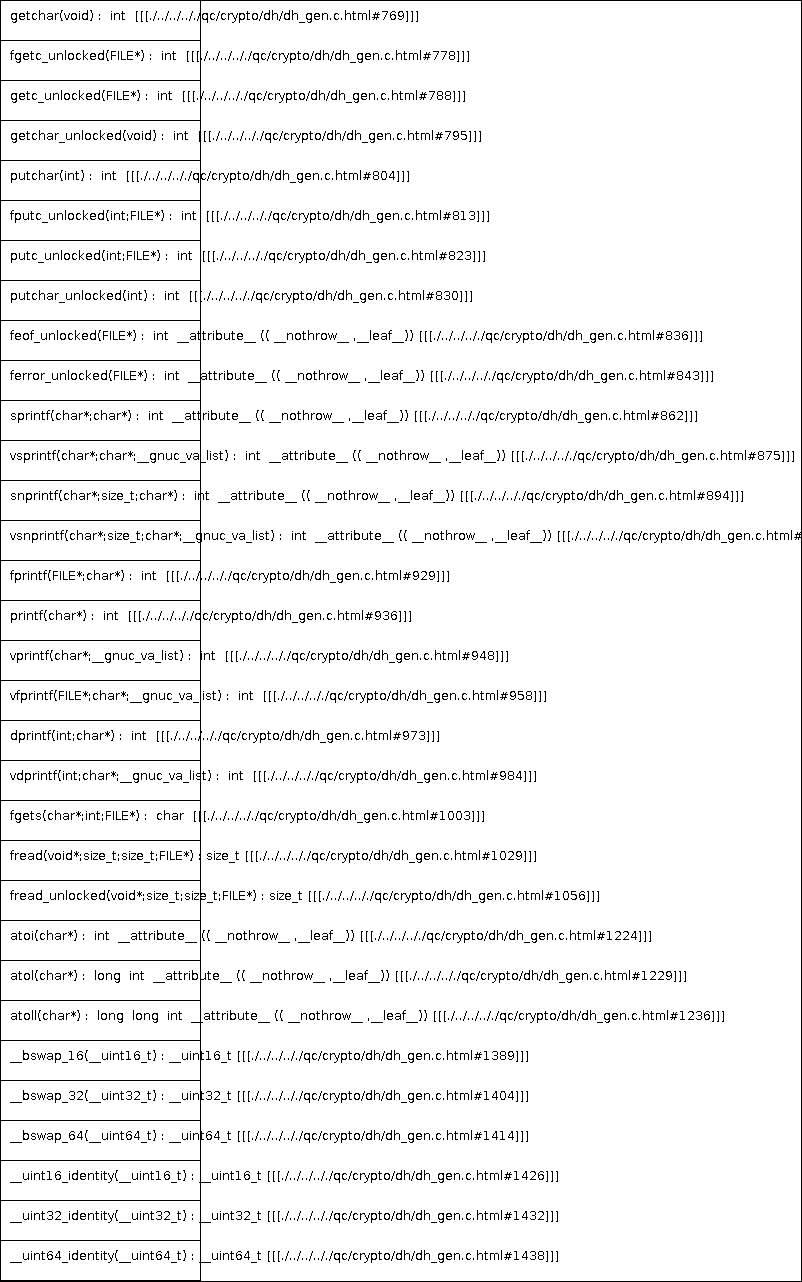 getchar(void) : int [[[./../../../qc/crypto/dh/dh_gen.c.html#769]]]
fgetc_unlocked(FILE*) : int [[[./../../../qc/crypto/dh/dh_gen.c.html#778]]]
getc_unlocked(FILE*) : int [[[./../../../qc/crypto/dh/dh_gen.c.html#788]]]
getchar_unlocked(void) : int [[[./../../../qc/crypto/dh/dh_gen.c.html#795]]]
putchar(int) : int [[[./../../../qc/crypto/dh/dh_gen.c.html#804]]]
fputc_unlocked(int;FILE*) : int [[[./../../../qc/crypto/dh/dh_gen.c.html#813]]]
putc_unlocked(int;FILE*) : int [[[./../../../qc/crypto/dh/dh_gen.c.html#823]]]
putchar_unlocked(int) : int [[[./../../../qc/crypto/dh/dh_gen.c.html#830]]]
feof_unlocked(FILE*) : int __attribute__ (( __nothrow__ ,__leaf__)) [[[./../../../qc/crypto/dh/dh_gen.c.html#836]]]
ferror_unlocked(FILE*) : int __attribute__ (( __nothrow__ ,__leaf__)) [[[./../../../qc/crypto/dh/dh_gen.c.html#843]]]
sprintf(char*;char*) : int __attribute__ (( __nothrow__ ,__leaf__)) [[[./../../../qc/crypto/dh/dh_gen.c.html#862]]]
vsprintf(char*;char*;__gnuc_va_list) : int __attribute__ (( __nothrow__ ,__leaf__)) [[[./../../../qc/crypto/dh/dh_gen.c.html#875]]]
snprintf(char*;size_t;char*) : int __attribute__ (( __nothrow__ ,__leaf__)) [[[./../../../qc/crypto/dh/dh_gen.c.html#894]]]
vsnprintf(char*;size_t;char*;__gnuc_va_list) : int __attribute__ (( __nothrow__ ,__leaf__)) [[[./../../../qc/crypto/dh/dh_gen.c.html#
fprintf(FILE*;char*) : int [[[./../../../qc/crypto/dh/dh_gen.c.html#929]]]
printf(char*) : int [[[./../../../qc/crypto/dh/dh_gen.c.html#936]]]
vprintf(char*;__gnuc_va_list) : int [[[./../../../qc/crypto/dh/dh_gen.c.html#948]]]
vfprintf(FILE*;char*;__gnuc_va_list) : int [[[./../../../qc/crypto/dh/dh_gen.c.html#958]]]
dprintf(int;char*) : int [[[./../../../qc/crypto/dh/dh_gen.c.html#973]]]
vdprintf(int;char*;__gnuc_va_list) : int [[[./../../../qc/crypto/dh/dh_gen.c.html#984]]]
fgets(char*;int;FILE*) : char [[[./../../../qc/crypto/dh/dh_gen.c.html#1003]]]
fread(void*;size_t;size_t;FILE*) : size_t [[[./../../../qc/crypto/dh/dh_gen.c.html#1029]]]
fread_unlocked(void*;size_t;size_t;FILE*) : size_t [[[./../../../qc/crypto/dh/dh_gen.c.html#1056]]]
atoi(char*) : int __attribute__ (( __nothrow__ ,__leaf__)) [[[./../../../qc/crypto/dh/dh_gen.c.html#1224]]]
atol(char*) : long int __attribute__ (( __nothrow__ ,__leaf__)) [[[./../../../qc/crypto/dh/dh_gen.c.html#1229]]]
atoll(char*) : long long int __attribute__ (( __nothrow__ ,__leaf__)) [[[./../../../qc/crypto/dh/dh_gen.c.html#1236]]]
__bswap_16(__uint16_t) : __uint16_t [[[./../../../qc/crypto/dh/dh_gen.c.html#1389]]]
__bswap_32(__uint32_t) : __uint32_t [[[./../../../qc/crypto/dh/dh_gen.c.html#1404]]]
__bswap_64(__uint64_t) : __uint64_t [[[./../../../qc/crypto/dh/dh_gen.c.html#1414]]]
__uint16_identity(__uint16_t) : __uint16_t [[[./../../../qc/crypto/dh/dh_gen.c.html#1426]]]
__uint32_identity(__uint32_t) : __uint32_t [[[./../../../qc/crypto/dh/dh_gen.c.html#1432]]]
__uint64_identity(__uint64_t) : __uint64_t [[[./../../../qc/crypto/dh/dh_gen.c.html#1438]]]